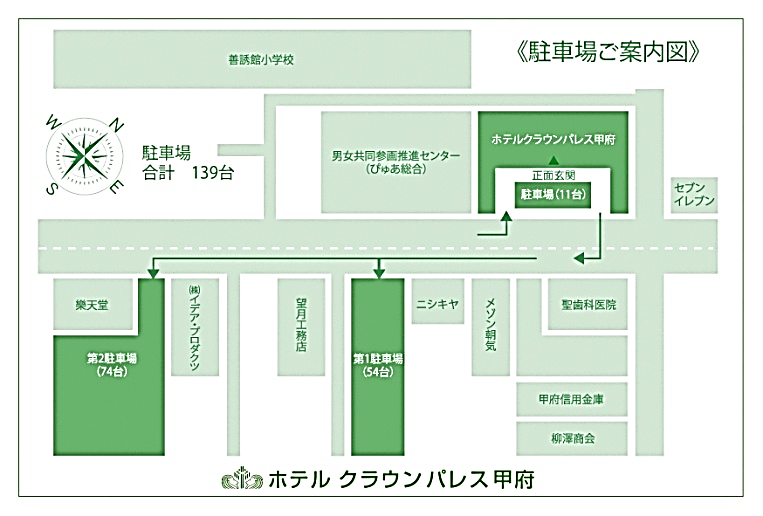 善誘館小学校
《駐車場ご案内図》
W
N
S
E
駐車場
合計 139台
男女共同参画推進センター
(ぴゅあ総合)
ホテルクラウンパレス甲府
正面玄関
駐車場(11台)
セブン
イレブン
樂天堂
㈱イデア・プロダクツ
望月工務店
ニシキヤ
メゾン朝気
聖歯科医院
第2駐車場
(74台)
第1駐車場
(54台)
甲府信用金庫
柳澤商会
ホテル クラウン パレス 甲府